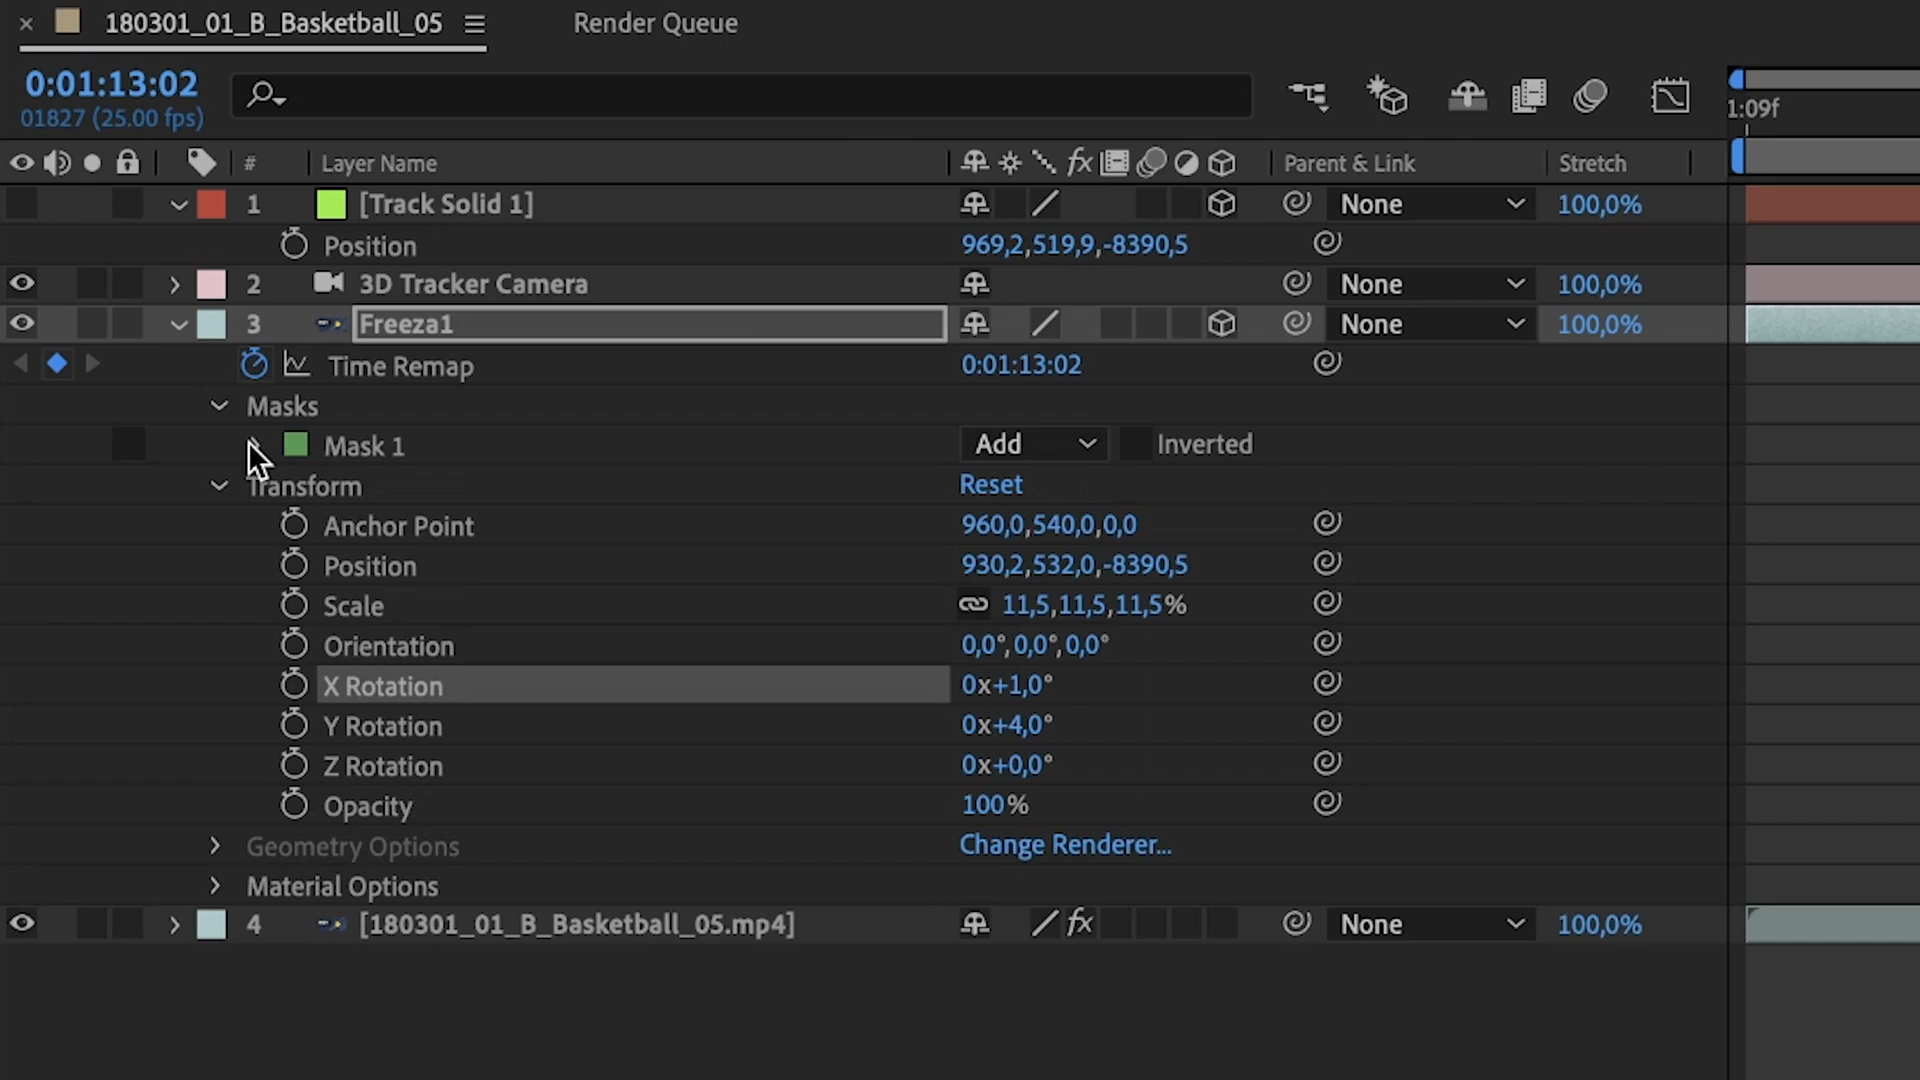 180301_01_B_Basketball_05 Render Queue
0:01:13:02
01827 (25.00 fps)
1:09f
# Layer Name fx Parent & Link Stretch
1 [Track Solid 1] None 100,0%
Position 969,2,519,9,-8390,5
2 3D Tracker Camera None 100,0%
3 Freeza1 None 100,0%
Time Remap 0:01:13:02
Masks
Mask 1 Add Inverted
Transform Reset
Anchor Point 960,0,540,0,0,0
Position 930,2,532,0,-8390,5
Scale 11,5,11,5,11,5%
Orientation 0,0°,0,0°,0,0°
X Rotation 0x+1,0°
Y Rotation 0x+4,0°
Z Rotation 0x+0,0°
Opacity 100%
Geometry Options Change Renderer...
Material Options
4 [180301_01_B_Basketball_05.mp4] fx None 100,0%